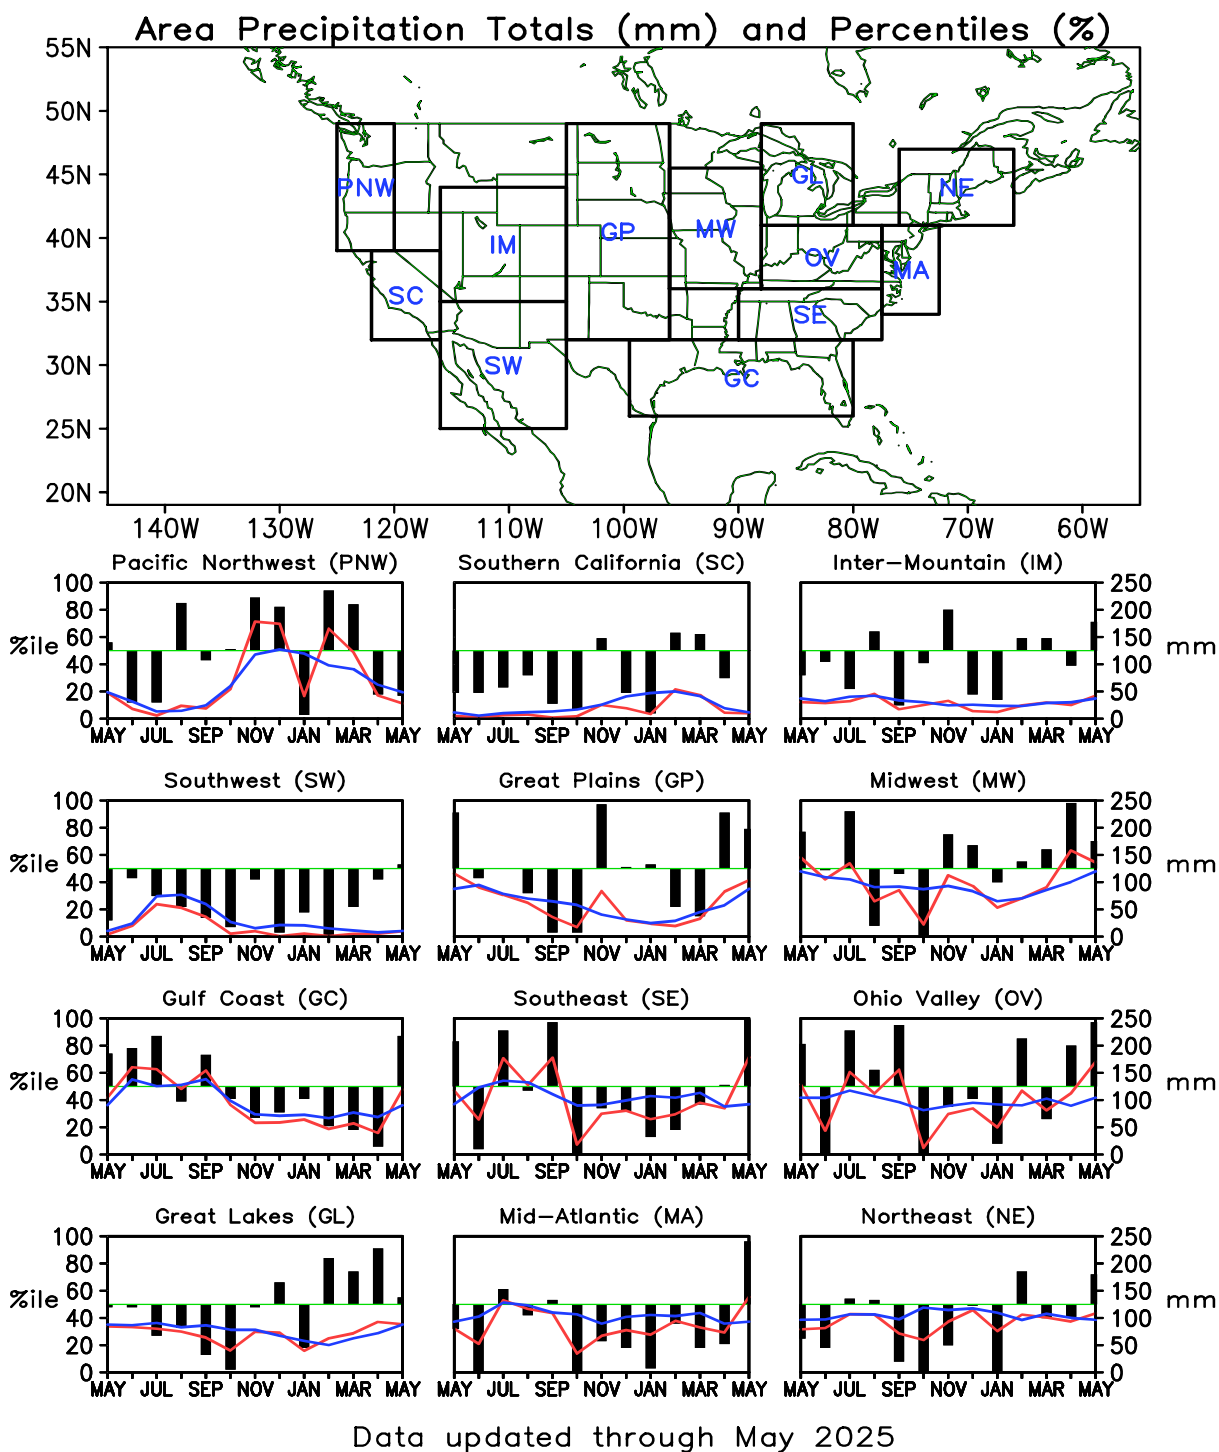 Area Precipitation Totals (mm) and Percentiles (%)
55N
50N
45N
40N
35N
30N
25N
20N
PNW
IM
SC
SW
GP
MW
GL
NE
OV
MA
SE
GC
140W 130W 120W 110W 100W 90W 80W 70W 60W
Pacific Northwest (PNW) Southern California (SC) Inter-Mountain (IM)
100 250
80 200
%ile 60 150 mm
40 100
20 50
0 0
MAY JUL SEP NOV JAN MAR MAY MAY JUL SEP NOV JAN MAR MAY MAY JUL SEP NOV JAN MAR MAY
Southwest (SW) Great Plains (GP) Midwest (MW)
100 250
80 200
%ile 60 150 mm
40 100
20 50
0 0
MAY JUL SEP NOV JAN MAR MAY MAY JUL SEP NOV JAN MAR MAY MAY JUL SEP NOV JAN MAR MAY
Gulf Coast (GC) Southeast (SE) Ohio Valley (OV)
100 250
80 200
%ile 60 150 mm
40 100
20 50
0 0
MAY JUL SEP NOV JAN MAR MAY MAY JUL SEP NOV JAN MAR MAY MAY JUL SEP NOV JAN MAR MAY
Great Lakes (GL) Mid-Atlantic (MA) Northeast (NE)
100 250
80 200
%ile 60 150 mm
40 100
20 50
0 0
MAY JUL SEP NOV JAN MAR MAY MAY JUL SEP NOV JAN MAR MAY MAY JUL SEP NOV JAN MAR MAY
Data updated through May 2025